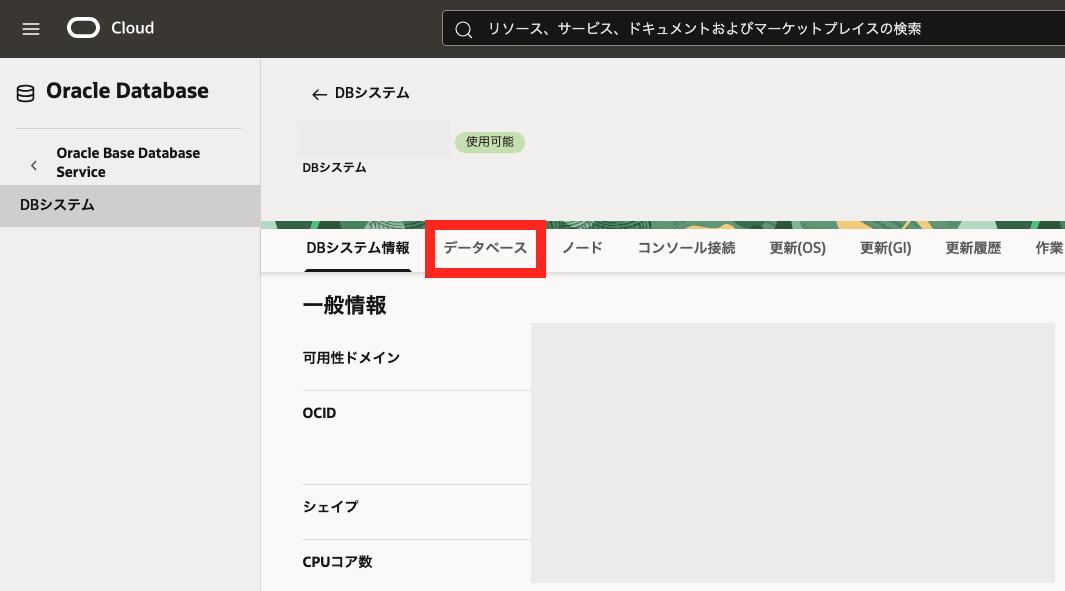 Cloud
リソース、サービス、ドキュメントおよびマーケットプレイスの検索
Oracle Database
Oracle Base Database
Service
DBシステム
← DBシステム
使用可能
DBシステム
DBシステム情報 データベース ノード コンソール接続 更新(OS) 更新(GI) 更新履歴 作業
一般情報
可用性ドメイン
OCID
シェイプ
CPUコア数